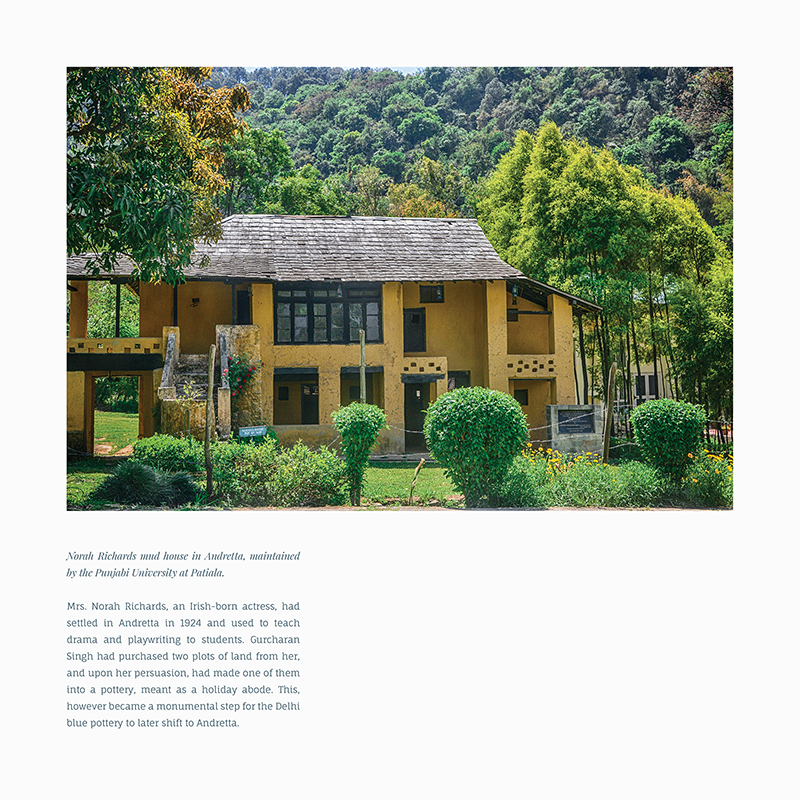 Norah Richards mud house in Andretta, maintained
by the Punjabi University at Patiala.
Mrs. Norah Richards, an Irish-born actress, had
settled in Andretta in 1924 and used to teach
drama and playwriting to students. Gurcharan
Singh had purchased two plots of land from her,
and upon her persuasion, had made one of them
into a pottery, meant as a holiday abode. This,
however became a monumental step for the Delhi
blue pottery to later shift to Andretta.